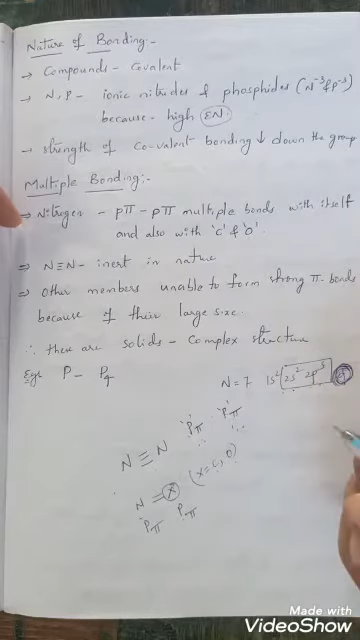 Nature of Bonding:-
→ Compounds - Covalent
→ N, P - ionic nitrides & phosphides (N⁻³ & P⁻³)
because - high EN
→ strength of covalent bonding ↓ down the group
Multiple Bonding:-
⇒ Nitrogen - pπ - pπ multiple bonds with itself
and also with 'C' & 'O'.
⇒ N≡N - inert in nature
⇒ Other members unable to form strong π-bonds
because of their large size.
∴ these are solids - Complex structure
Eg:- P - P₄
N = 7 1s² 2s² 2p³
N ≡ N Pπ Pπ
N = X (x = C, O)
Pπ Pπ
Made with
VideoShow